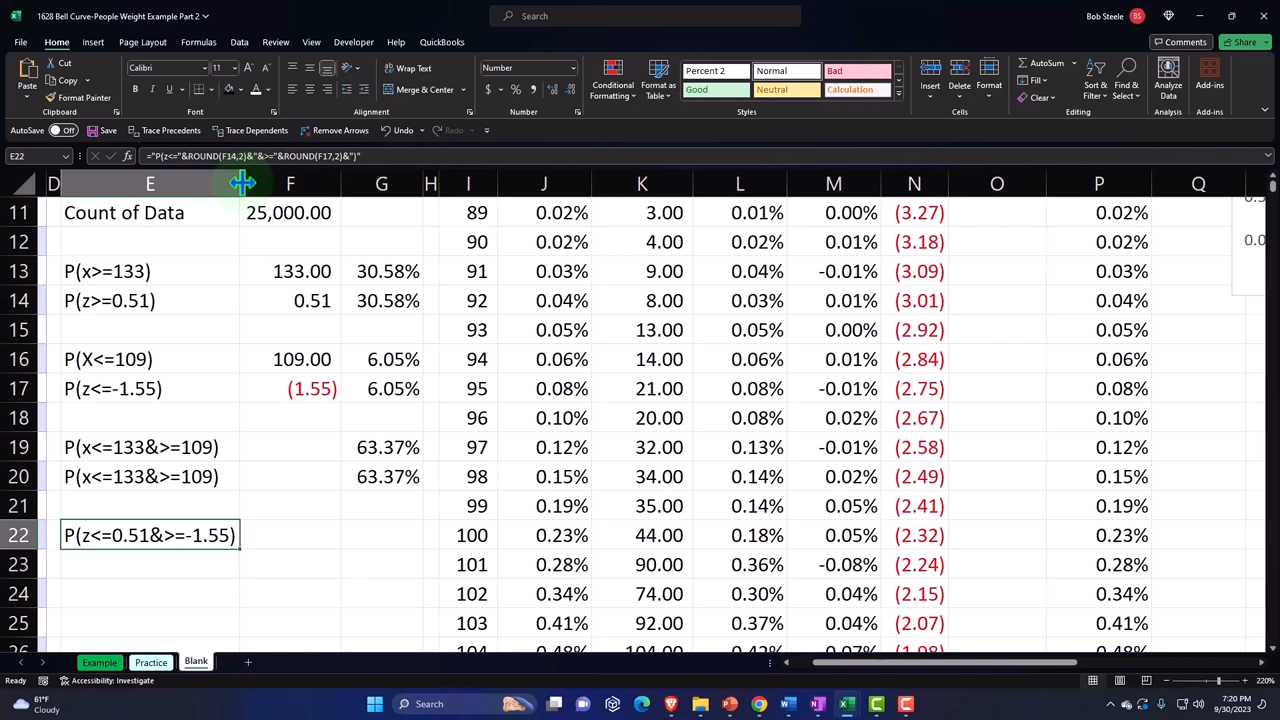 1628 Bell Curve-People Weight Example Part 2
Search
Bob Steele
BS
File Home Insert Page Layout Formulas Data Review View Developer Help QuickBooks
Comments
Share
Paste
Cut
Copy
Format Painter
Clipboard
Calibri
11
B I U
Font
Wrap Text
Merge & Center
Alignment
Number
$ % 9
Number
Conditional Formatting
Format as Table
Percent 2 Normal Bad
Good Neutral Calculation
Styles
Insert Delete Format
Cells
AutoSum
Fill
Clear
Sort & Filter
Find & Select
Editing
Analyze Data
Analysis
Add-ins
Add-ins
AutoSave Off Save Trace Precedents Trace Dependents Remove Arrows Undo Redo
E22 fx ="P(z<="&ROUND(F14,2)&"&>="&ROUND(F17,2)&")"
D E F G H I J K L M N O P Q
11 Count of Data 25,000.00 89 0.02% 3.00 0.01% 0.00% (3.27) 0.02%
12 90 0.02% 4.00 0.02% 0.01% (3.18) 0.02% 0.0
13 P(x>=133) 133.00 30.58% 91 0.03% 9.00 0.04% -0.01% (3.09) 0.03%
14 P(z>=0.51) 0.51 30.58% 92 0.04% 8.00 0.03% 0.01% (3.01) 0.04%
15 93 0.05% 13.00 0.05% 0.00% (2.92) 0.05%
16 P(X<=109) 109.00 6.05% 94 0.06% 14.00 0.06% 0.01% (2.84) 0.06%
17 P(z<=-1.55) (1.55) 6.05% 95 0.08% 21.00 0.08% -0.01% (2.75) 0.08%
18 96 0.10% 20.00 0.08% 0.02% (2.67) 0.10%
19 P(x<=133&>=109) 63.37% 97 0.12% 32.00 0.13% -0.01% (2.58) 0.12%
20 P(x<=133&>=109) 63.37% 98 0.15% 34.00 0.14% 0.02% (2.49) 0.15%
21 99 0.19% 35.00 0.14% 0.05% (2.41) 0.19%
22 P(z<=0.51&>=-1.55) 100 0.23% 44.00 0.18% 0.05% (2.32) 0.23%
23 101 0.28% 90.00 0.36% -0.08% (2.24) 0.28%
24 102 0.34% 74.00 0.30% 0.04% (2.15) 0.34%
25 103 0.41% 92.00 0.37% 0.04% (2.07) 0.41%
Example Practice Blank
Ready
Accessibility: Investigate
220%
61°F
Cloudy
Search
7:20 PM
9/30/2023